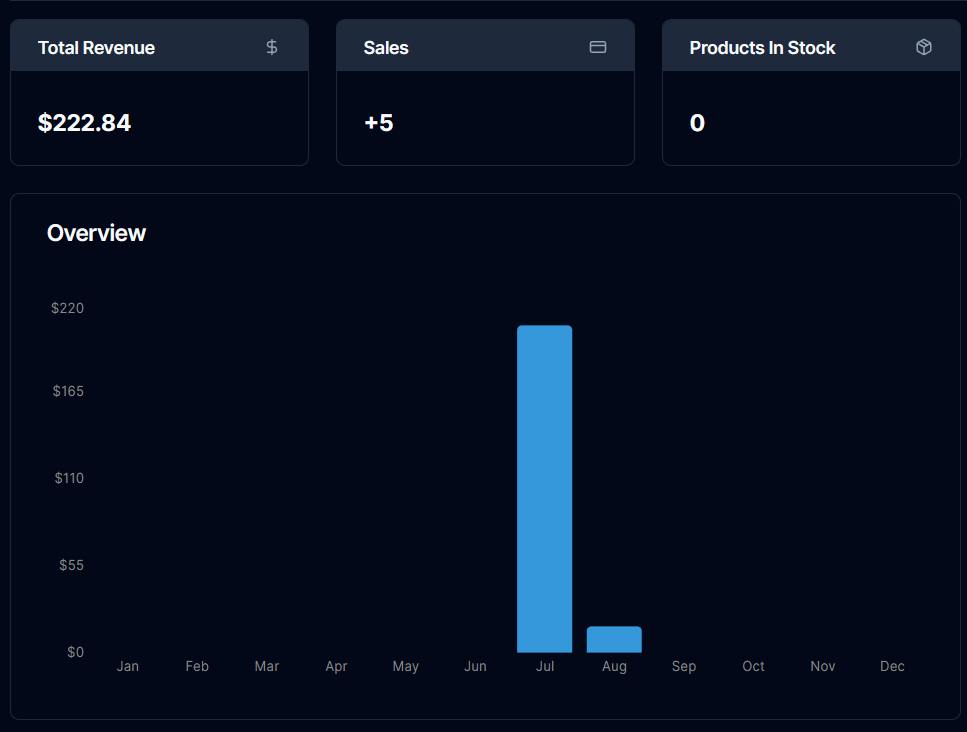 Total Revenue
$222.84
Sales
+5
Products In Stock
0
Overview
$220
$165
$110
$55
$0
Jan Feb Mar Apr May Jun Jul Aug Sep Oct Nov Dec